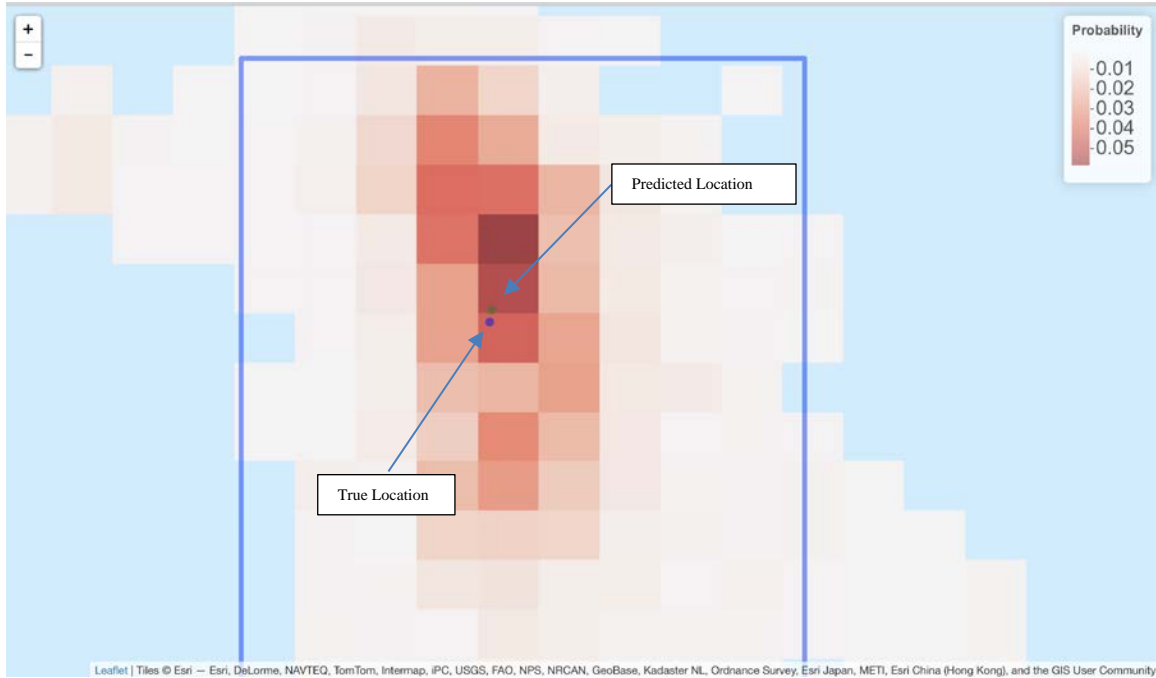 +
−
Probability
-0.01
-0.02
-0.03
-0.04
-0.05
Predicted Location
True Location
Leaflet | Tiles © Esri — Esri, DeLorme, NAVTEQ, TomTom, Intermap, iPC, USGS, FAO, NPS, NRCAN, GeoBase, Kadaster NL, Ordnance Survey, Esri Japan, METI, Esri China (Hong Kong), and the GIS User Community